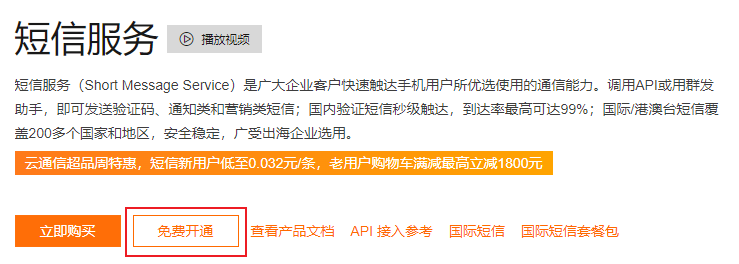 短信服务 播放视频
短信服务（Short Message Service）是广大企业客户快速触达手机用户所优选使用的通信能力。调用API或用群发
助手，即可发送验证码、通知类和营销类短信；国内验证短信秒级触达，到达率最高可达99%；国际/港澳台短信覆
盖200多个国家和地区，安全稳定，广受出海企业选用。
云通信超品周特惠，短信新用户低至0.032元/条，老用户购物车满减最高立减1800元
立即购买 免费开通 查看产品文档 API 接入参考 国际短信 国际短信套餐包